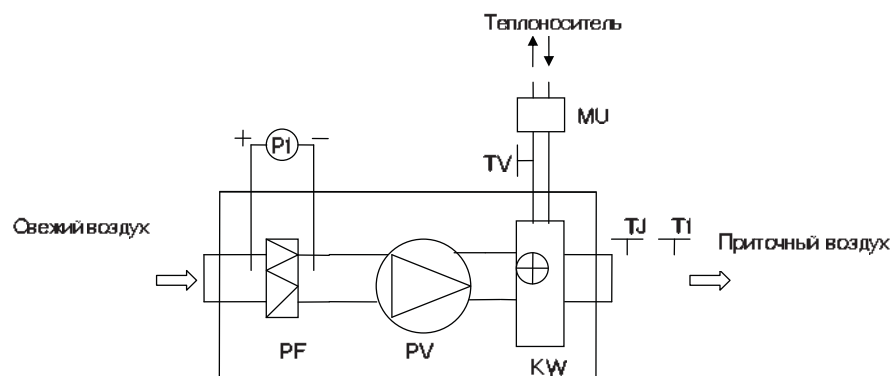 Теплоноситель
MU
+ P1 −
TV
Свежий воздух
TJ T1
Приточный воздух
PF
PV
KW